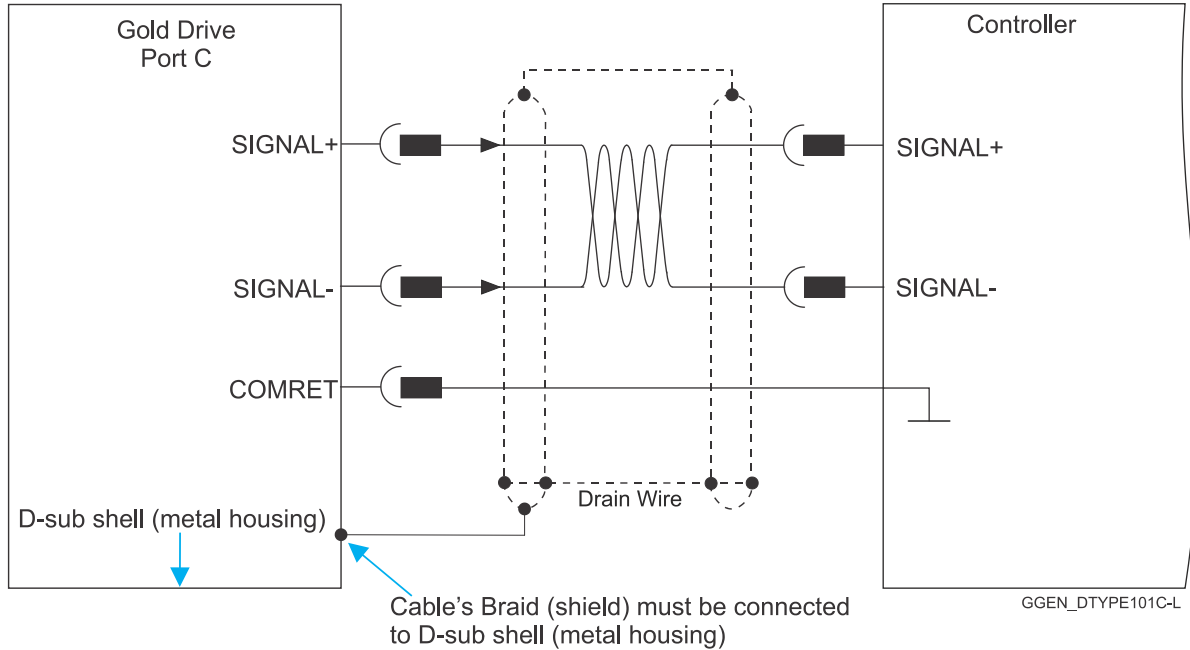 Gold Drive
Port C
Controller
SIGNAL+
SIGNAL+
SIGNAL-
SIGNAL-
COMRET
Drain Wire
D-sub shell (metal housing)
Cable's Braid (shield) must be connected
to D-sub shell (metal housing)
GGEN_DTYPE101C-L